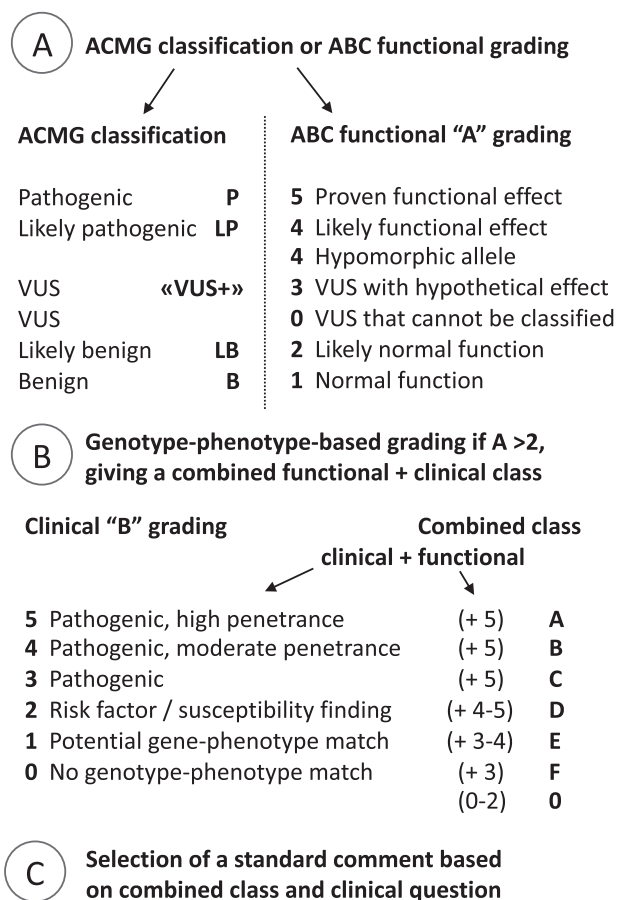 A ACMG classification or ABC functional grading
ACMG classification ABC functional “A” grading
Pathogenic P 5 Proven functional effect
Likely pathogenic LP 4 Likely functional effect
4 Hypomorphic allele
VUS «VUS+» 3 VUS with hypothetical effect
VUS 0 VUS that cannot be classified
Likely benign LB 2 Likely normal function
Benign B 1 Normal function
B Genotype-phenotype-based grading if A >2,
giving a combined functional + clinical class
Clinical “B” grading Combined class
clinical + functional
5 Pathogenic, high penetrance (+ 5) A
4 Pathogenic, moderate penetrance (+ 5) B
3 Pathogenic (+ 5) C
2 Risk factor / susceptibility finding (+ 4-5) D
1 Potential gene-phenotype match (+ 3-4) E
0 No genotype-phenotype match (+ 3) F
(0-2) 0
C Selection of a standard comment based
on combined class and clinical question